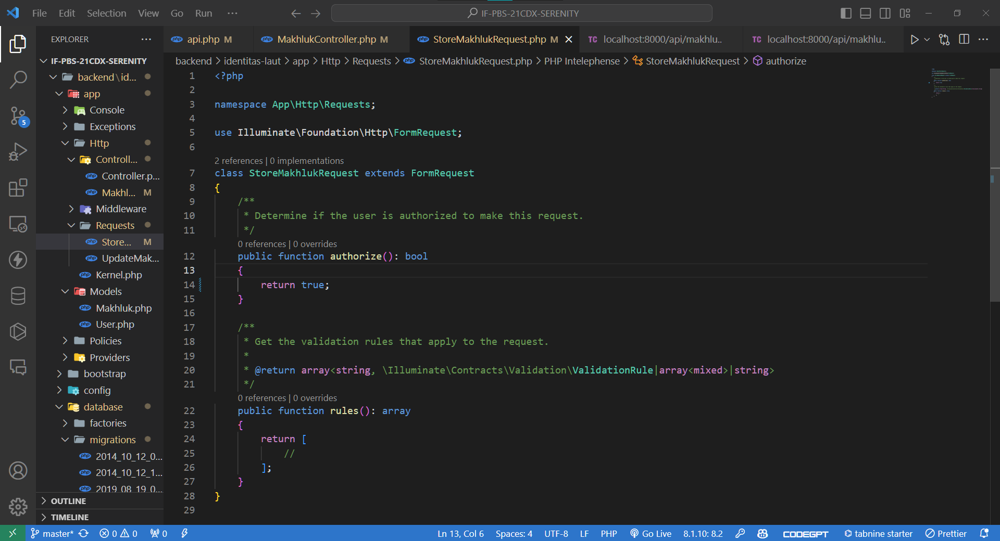 File Edit Selection View Go Run ···
IF-PBS-21CDX-SERENITY
EXPLORER
api.php M
MakhlukController.php M
StoreMakhlukRequest.php M
TC localhost:8000/api/makhlu..
TC localhost:8000/api/makhlu..
backend > identitas-laut > app > Http > Requests > StoreMakhlukRequest.php > PHP Intelephense > StoreMakhlukRequest > authorize
IF-PBS-21CDX-SERENITY
backend\id...
app
Console
Exceptions
Http
Controll...
Controller.p...
Makhl... M
Middleware
Requests
Store... M
UpdateMak...
Kernel.php
Models
Makhluk.php
User.php
Policies
Providers
bootstrap
config
database
factories
migrations
2014_10_12_0...
2014_10_12_1...
2019_08_19_0...
OUTLINE
TIMELINE
1 <?php
2
3 namespace App\Http\Requests;
4
5 use Illuminate\Foundation\Http\FormRequest;
6
2 references | 0 implementations
7 class StoreMakhlukRequest extends FormRequest
8 {
9 /**
10 * Determine if the user is authorized to make this request.
11 */
0 references | 0 overrides
12 public function authorize(): bool
13 {
14 return true;
15 }
16
17 /**
18 * Get the validation rules that apply to the request.
19 *
20 * @return array<string, \Illuminate\Contracts\Validation\ValidationRule|array<mixed>|string>
21 */
0 references | 0 overrides
22 public function rules(): array
23 {
24 return [
25 //
26 ];
27 }
28 }
29
5
master* 0 0 0
Ln 13, Col 6 Spaces: 4 UTF-8 LF PHP Go Live 8.1.10: 8.2 CODEGPT tabnine starter Prettier